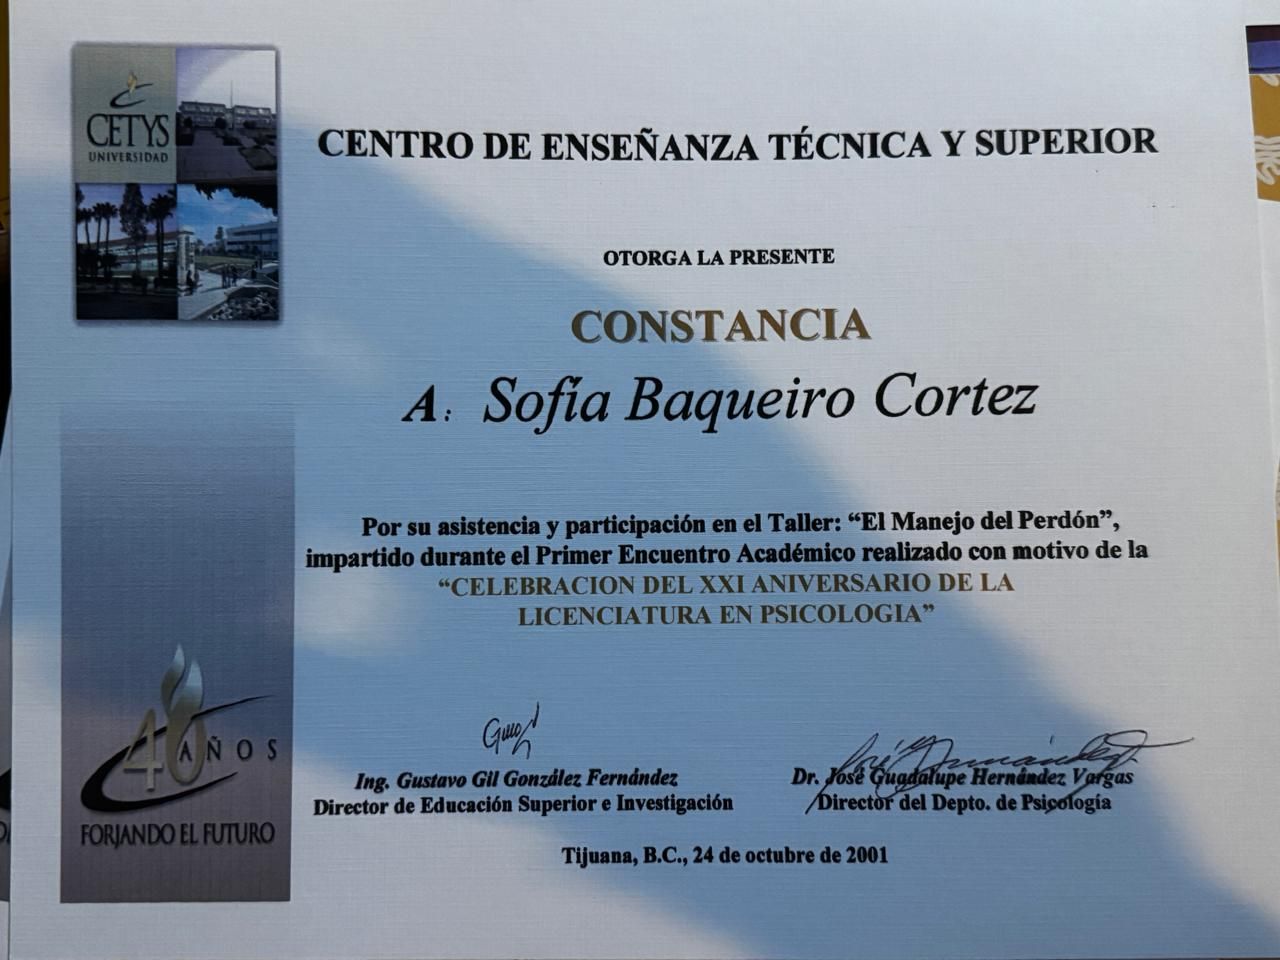 CETYS
UNIVERSIDAD
CENTRO DE ENSEÑANZA TÉCNICA Y SUPERIOR
OTORGA LA PRESENTE
CONSTANCIA
A: Sofía Baqueiro Cortez
Por su asistencia y participación en el Taller: “El Manejo del Perdón”,
impartido durante el Primer Encuentro Académico realizado con motivo de la
“CELEBRACION DEL XXI ANIVERSARIO DE LA
LICENCIATURA EN PSICOLOGIA”
40 AÑOS
FORJANDO EL FUTURO
Ing. Gustavo Gil González Fernández
Director de Educación Superior e Investigación
Dr. José Guadalupe Hernández Vargas
Director del Depto. de Psicología
Tijuana, B.C., 24 de octubre de 2001